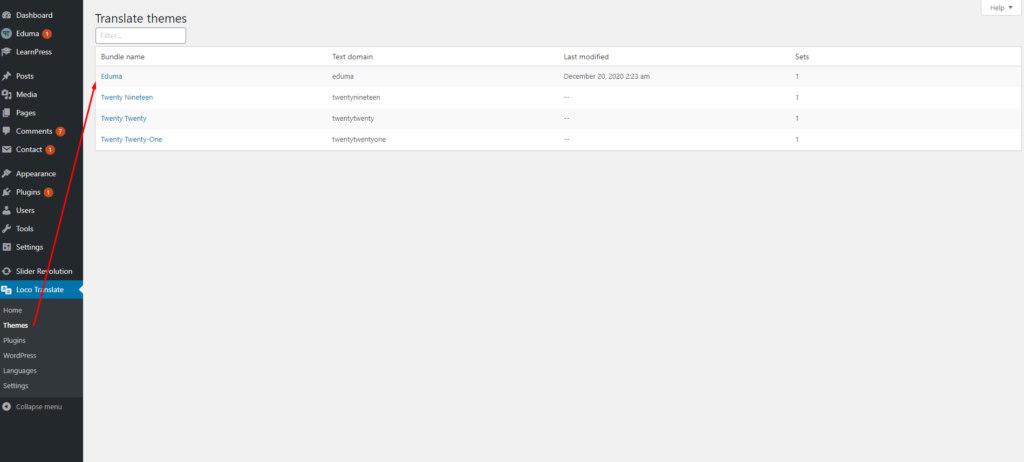 Dashboard
Eduma 1
LearnPress
Posts
Media
Pages
Comments 7
Contact 1
Appearance
Plugins 1
Users
Tools
Settings
Slider Revolution
Loco Translate
Home
Themes
Plugins
WordPress
Languages
Settings
Collapse menu
Help
Translate themes
Filter...
Bundle name Text domain Last modified Sets
Eduma eduma December 20, 2020 2:23 am 1
Twenty Nineteen twentynineteen -- 1
Twenty Twenty twentytwenty -- 1
Twenty Twenty-One twentytwentyone -- 1